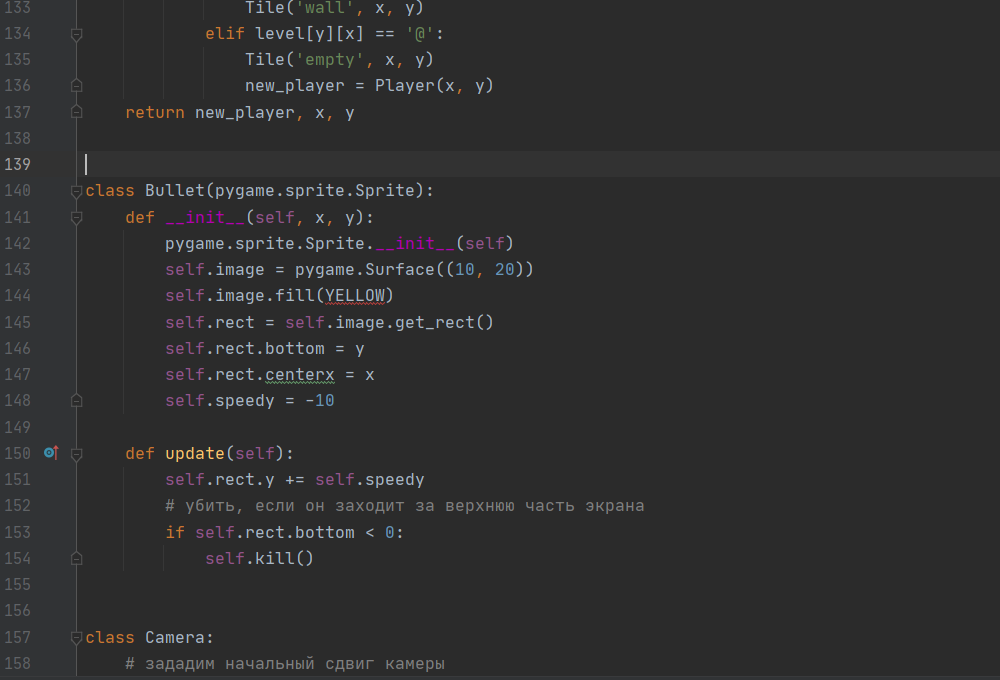 133 Tile('wall', x, y)
134 elif level[y][x] == '@':
135 Tile('empty', x, y)
136 new_player = Player(x, y)
137 return new_player, x, y
138
139
140 class Bullet(pygame.sprite.Sprite):
141 def __init__(self, x, y):
142 pygame.sprite.Sprite.__init__(self)
143 self.image = pygame.Surface((10, 20))
144 self.image.fill(YELLOW)
145 self.rect = self.image.get_rect()
146 self.rect.bottom = y
147 self.rect.centerx = x
148 self.speedy = -10
149
150 def update(self):
151 self.rect.y += self.speedy
152 # убить, если он заходит за верхнюю часть экрана
153 if self.rect.bottom < 0:
154 self.kill()
155
156
157 class Camera:
158 # зададим начальный сдвиг камеры